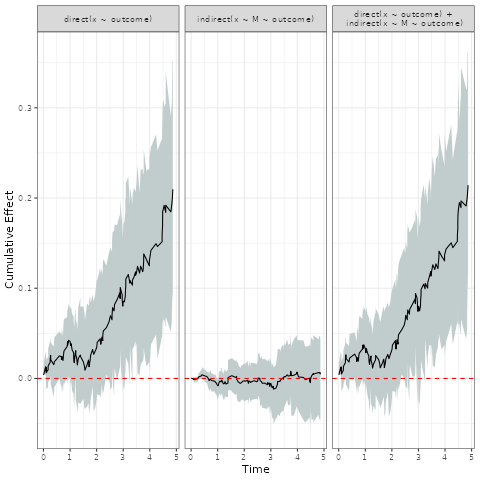 direct(x ~ outcome)
indirect(x ~ M ~ outcome)
direct(x ~ outcome) +
indirect(x ~ M ~ outcome)
Cumulative Effect
0.3
0.2
0.1
0.0
0 1 2 3 4 5
0 1 2 3 4 5
0 1 2 3 4 5
Time